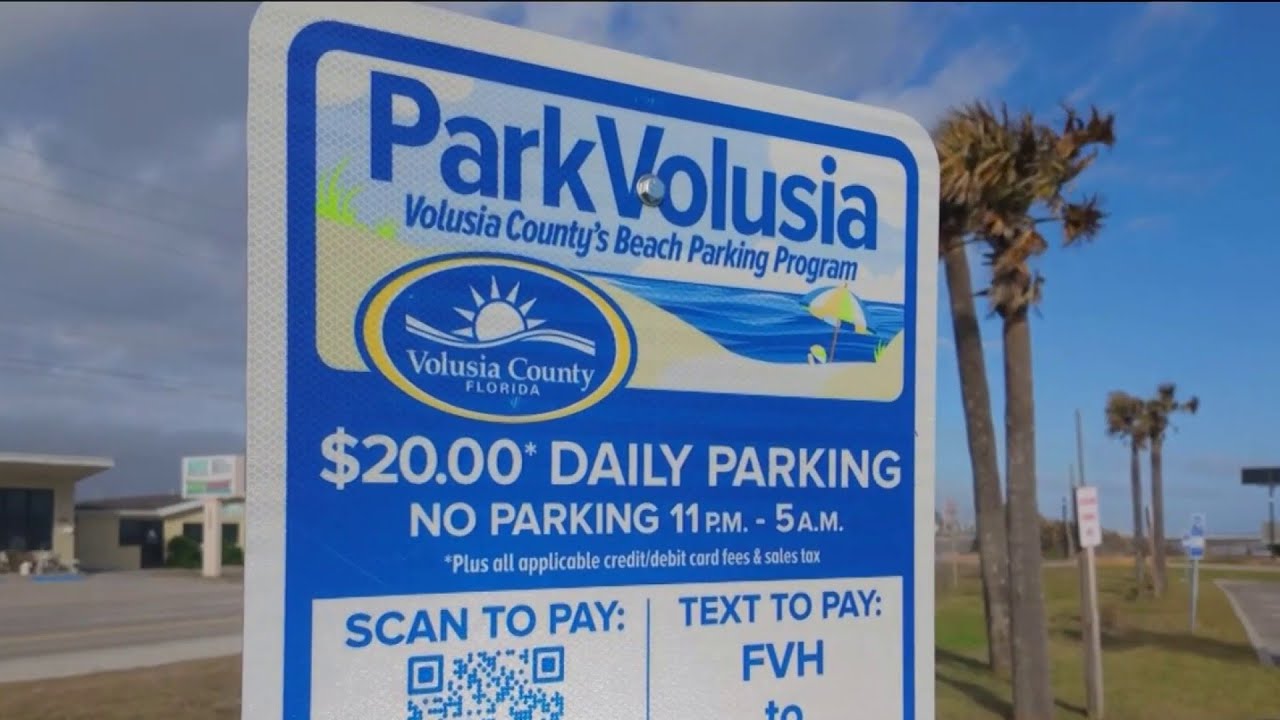 ParkVolusia
Volusia County's Beach Parking Program
Volusia County
FLORIDA
$20.00* DAILY PARKING
NO PARKING 11 P.M. - 5 A.M.
*Plus all applicable credit/debit card fees & sales tax
SCAN TO PAY:
TEXT TO PAY:
FVH
to